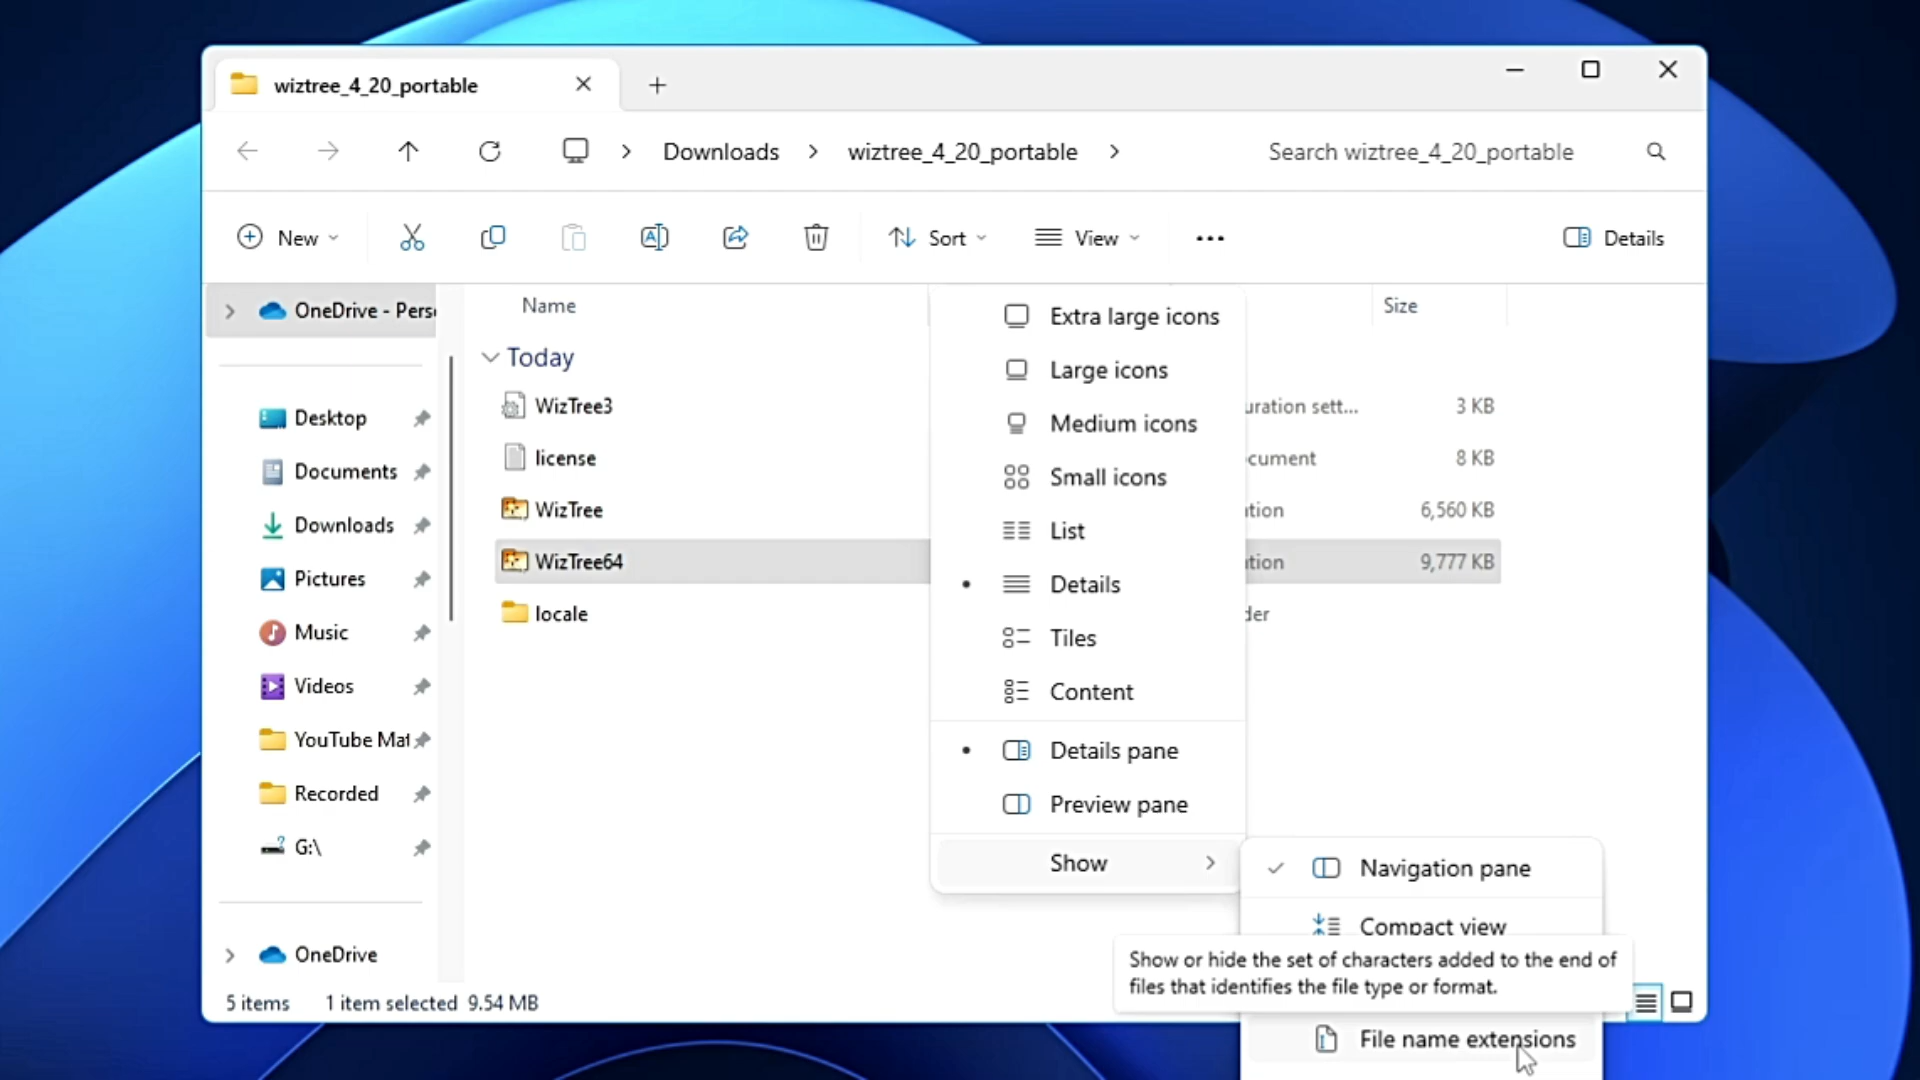 wiztree_4_20_portable
Downloads
wiztree_4_20_portable
Search wiztree_4_20_portable
New
Sort
View
Details
OneDrive - Pers
Desktop
Documents
Downloads
Pictures
Music
Videos
YouTube Mat
Recorded
G:\
OneDrive
Name
Size
Today
WizTree3
uration sett...
3 KB
license
cument
8 KB
WizTree
tion
6,560 KB
WizTree64
tion
9,777 KB
locale
der
Extra large icons
Large icons
Medium icons
Small icons
List
Details
Tiles
Content
Details pane
Preview pane
Show
Navigation pane
Compact view
Show or hide the set of characters added to the end of
files that identifies the file type or format.
File name extensions
5 items
1 item selected 9.54 MB